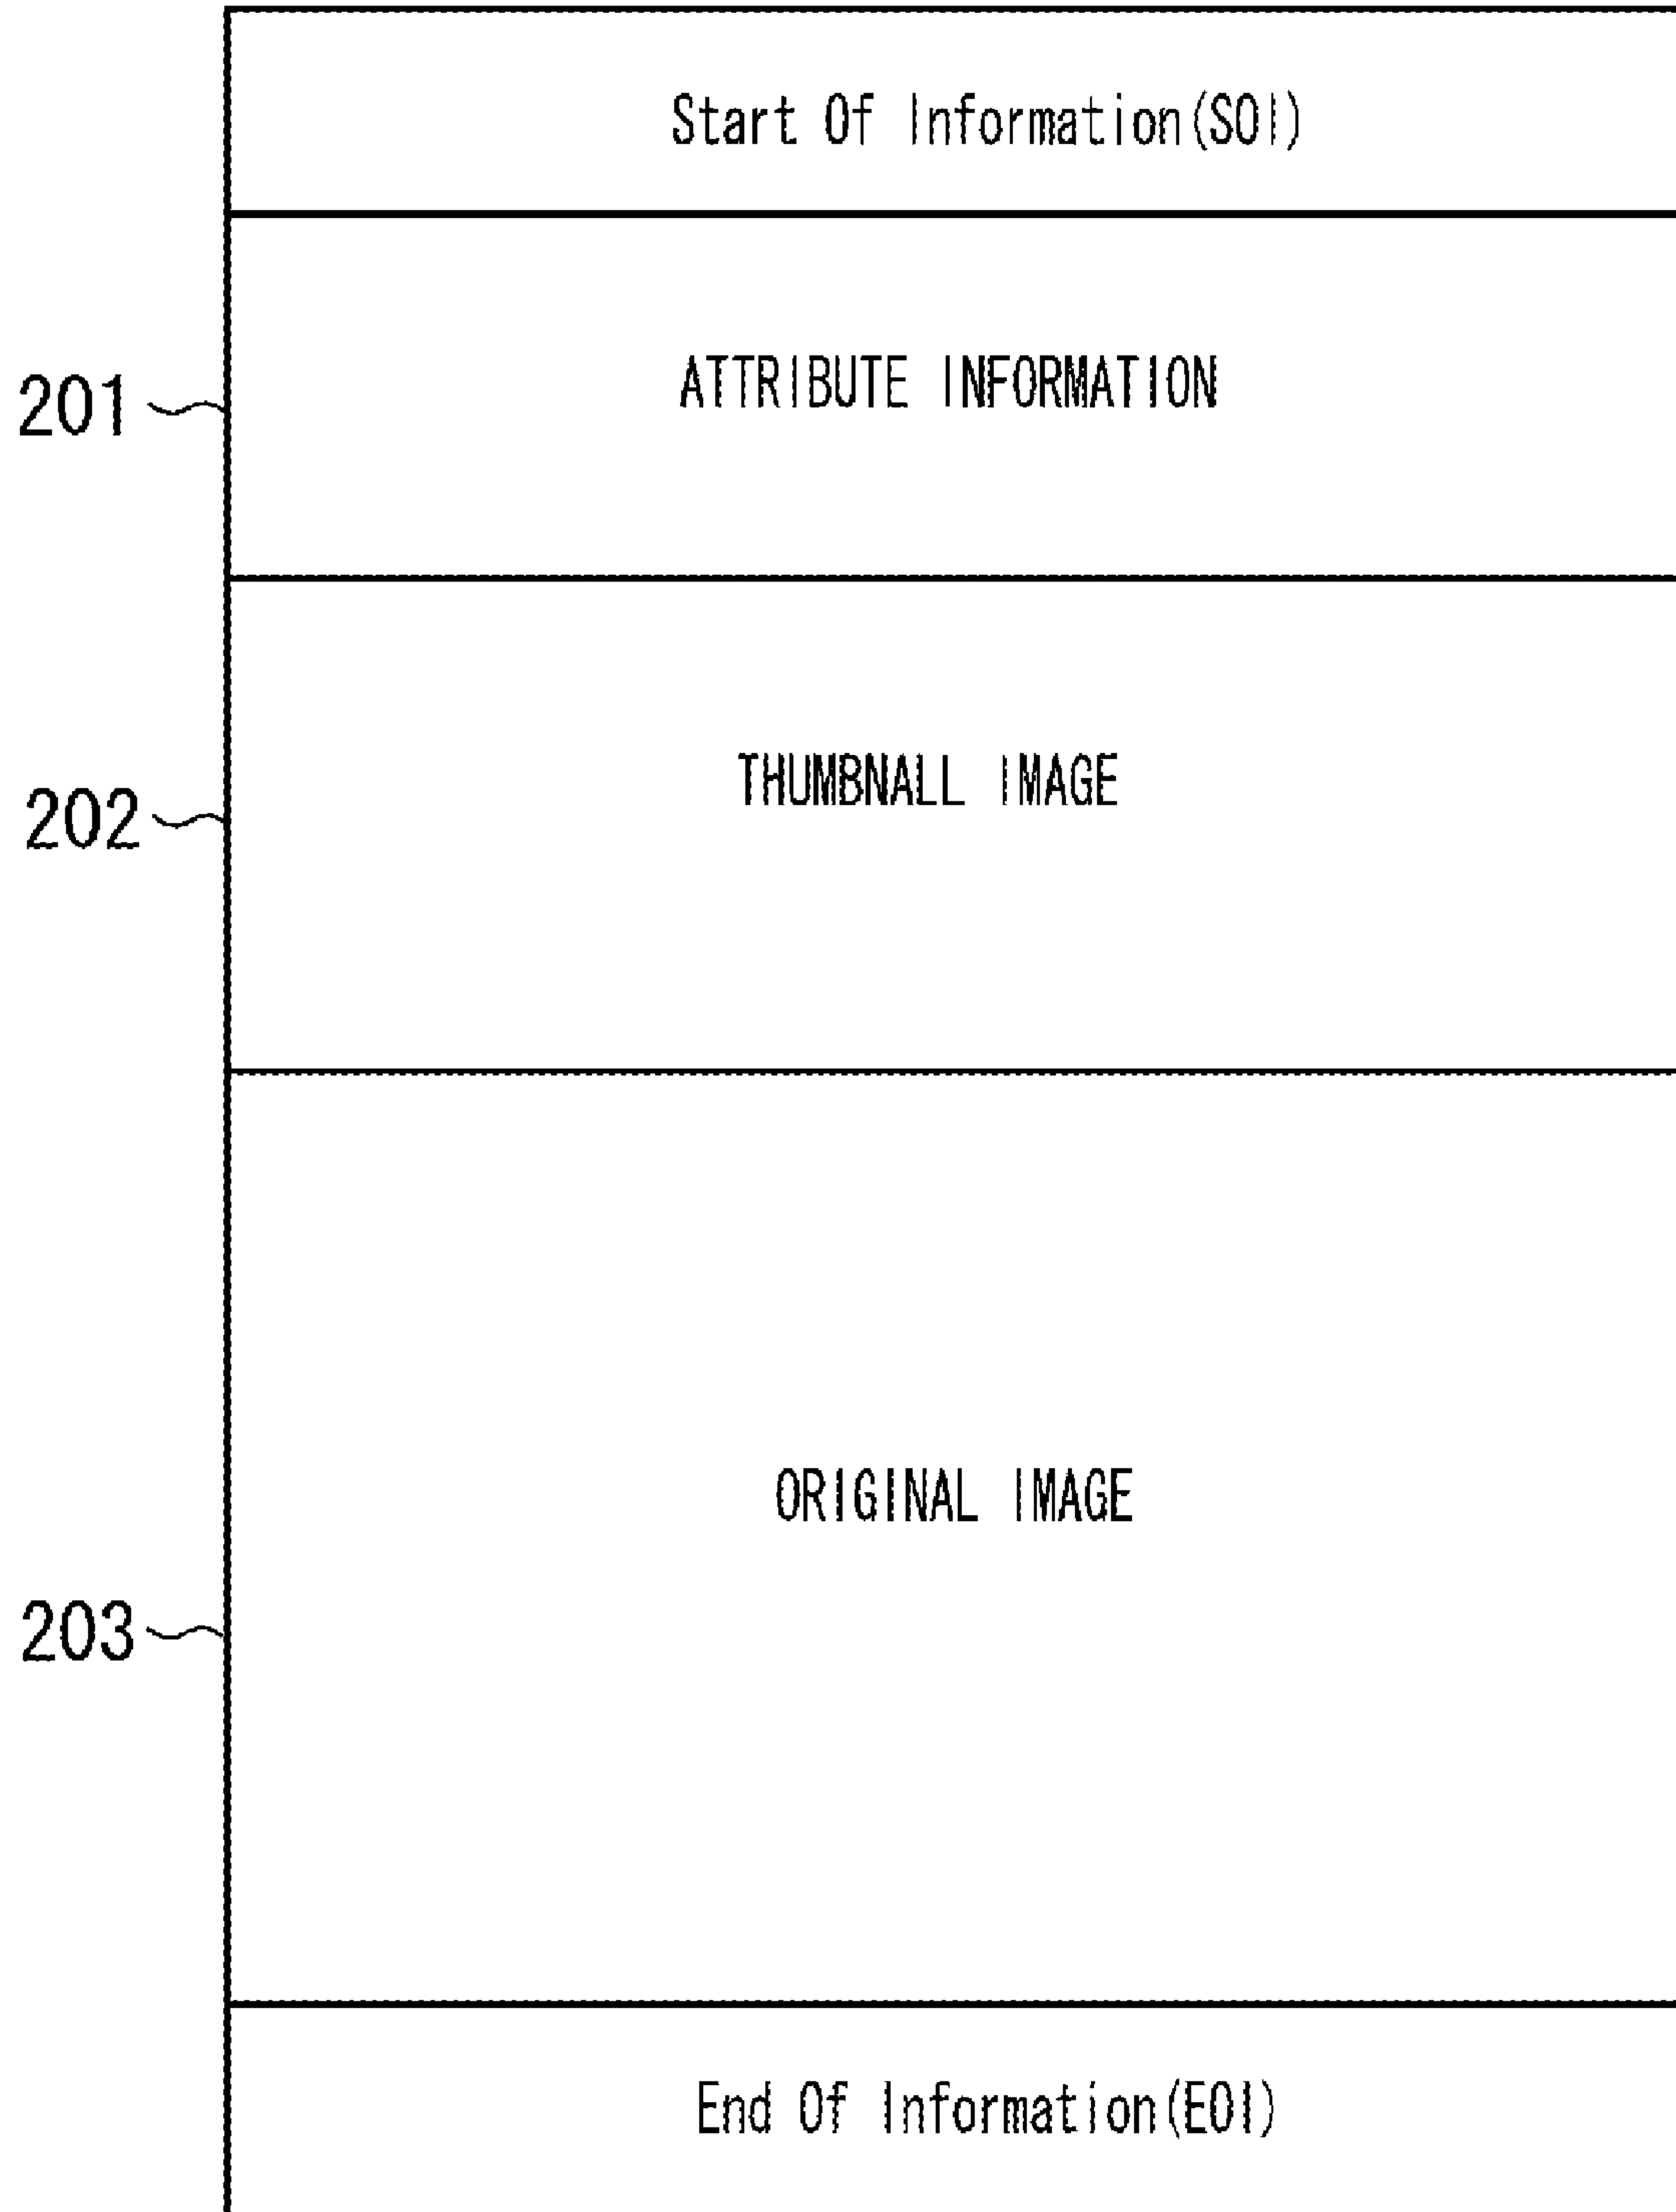 Start Of Information(SOI)
ATTRIBUTE INFORMATION
201
THUMBNALL IMAGE
202
ORIGINAL IMAGE
203
End Of Information(EOI)